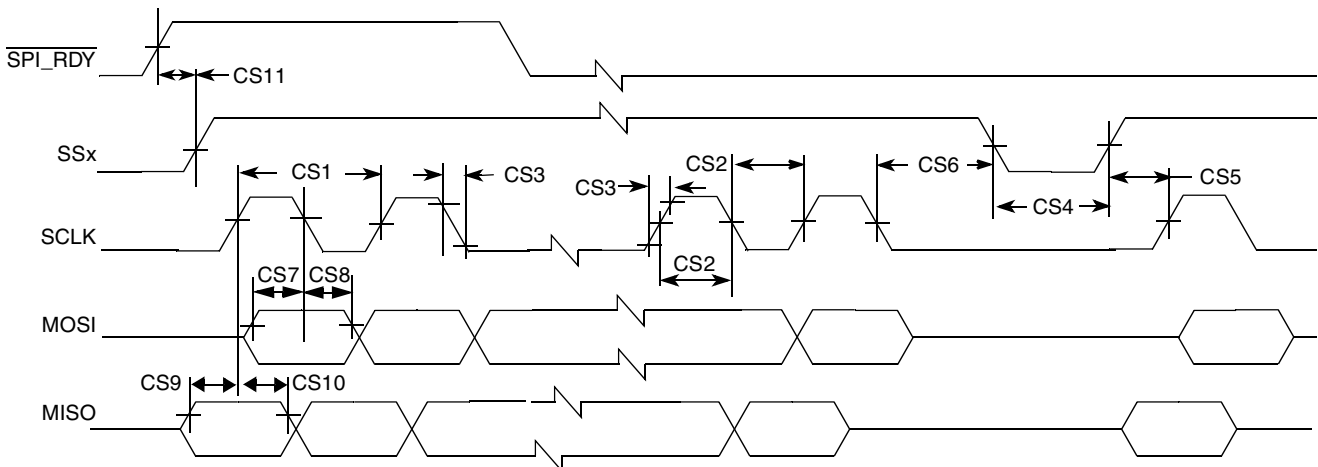 SPI_RDY
CS11
SSx
CS1
CS3
CS2
CS6
CS3
CS5
CS4
SCLK
CS2
CS7
CS8
MOSI
CS9
CS10
MISO